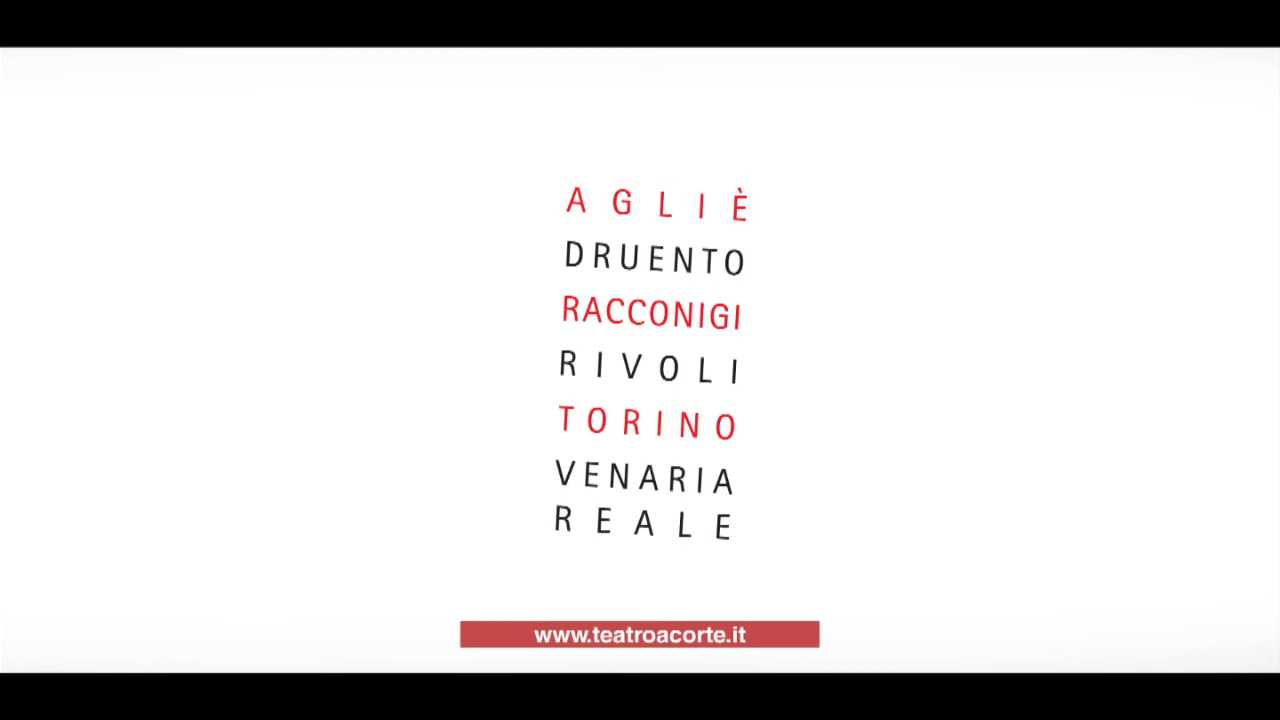 AGLIÈ
DRUENTO
RACCONIGI
RIVOLI
TORINO
VENARIA
REALE
www.teatroacorte.it